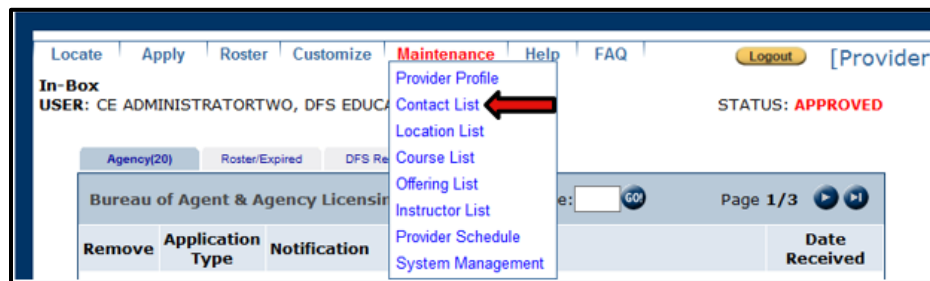 Locate Apply Roster Customize Maintenance Help FAQ Logout [Provider
In-Box
USER: CE ADMINISTRATORTWO, DFS EDUCA STATUS: APPROVED
Provider Profile
Contact List
Location List
Course List
Offering List
Instructor List
Provider Schedule
System Management
Agency(20) Roster/Expired DFS Re
Bureau of Agent & Agency Licensin e: GO! Page 1/3
Remove Application Type Notification Date Received